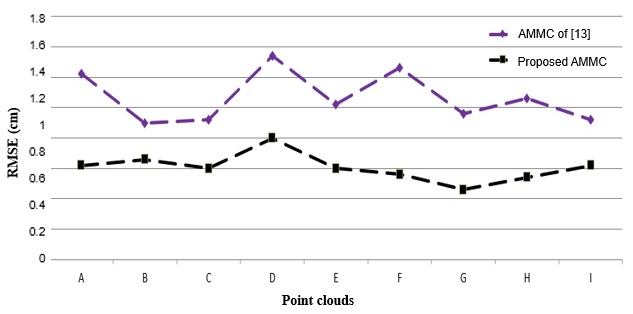 1.8
1.6
1.4
1.2
1
0.8
0.6
0.4
0.2
0
RMSE (cm)
AMMC of [13]
Proposed AMMC
A B C D E F G H I
Point clouds